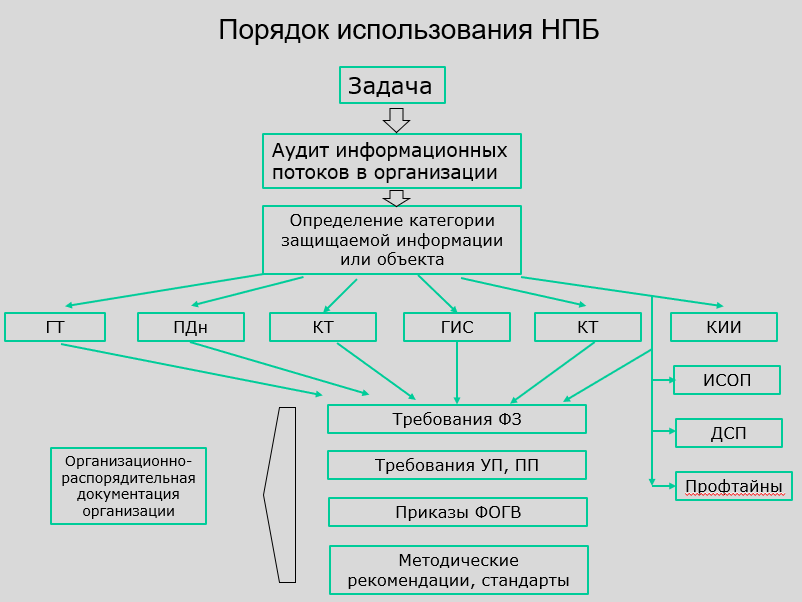 Порядок использования НПБ
Задача
Аудит информационных
потоков в организации
Определение категории
защищаемой информации
или объекта
ГТ
ПДн
КТ
ГИС
КТ
КИИ
ИСОП
ДСП
Профтайны
Требования ФЗ
Требования УП, ПП
Приказы ФОГВ
Методические
рекомендации, стандарты
Организационно-
распорядительная
документация
организации